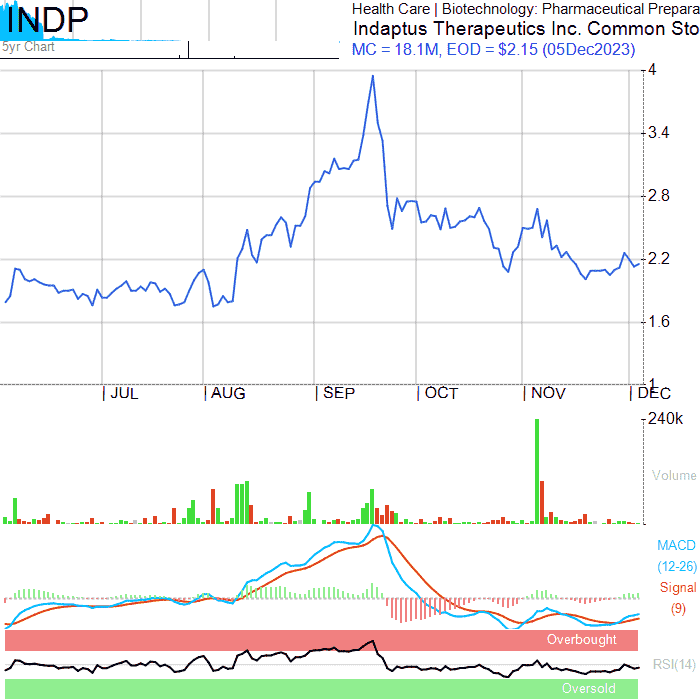 INDP
5yr Chart
Health Care | Biotechnology: Pharmaceutical Prepara
Indaptus Therapeutics Inc. Common Sto
MC = 18.1M, EOD = $2.15 (05Dec2023)
4
3.4
2.8
2.2
1.6
1
JUL AUG SEP OCT NOV DEC
240k
Volume
MACD
(12-26)
Signal
(9)
Overbought
RSI(14)
Oversold